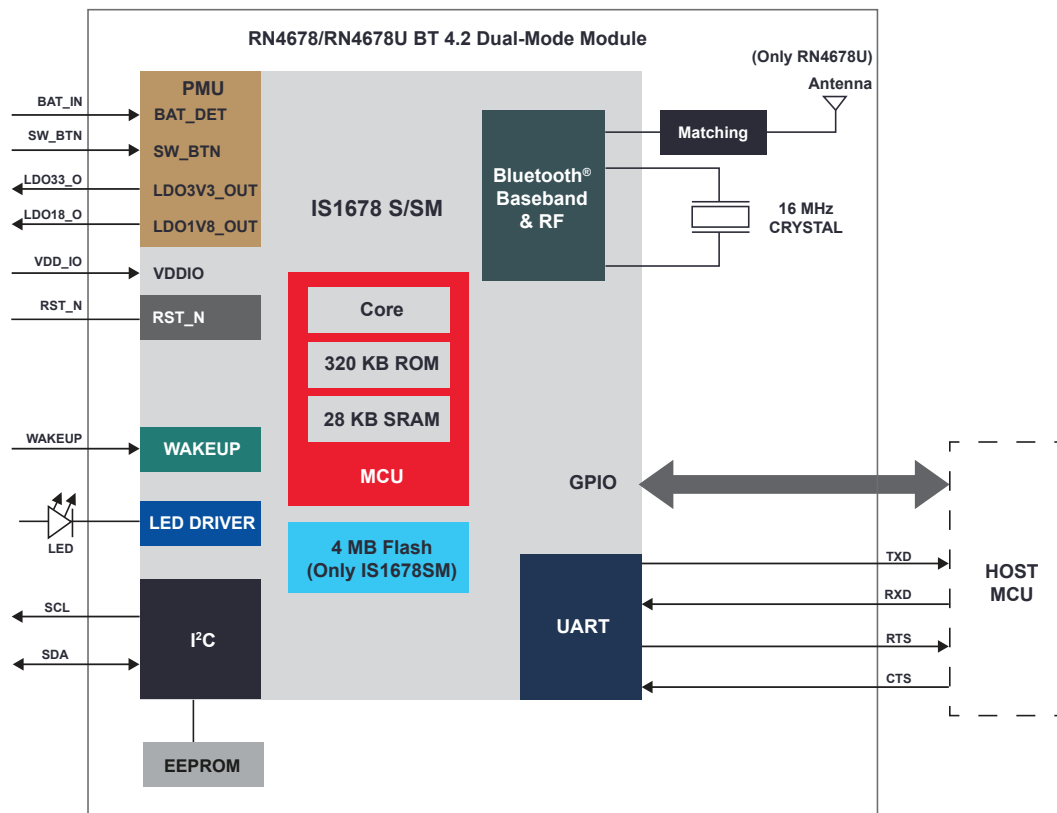 RN4678/RN4678U BT 4.2 Dual-Mode Module
(Only RN4678U)
Antenna
PMU
BAT_IN
BAT_DET
SW_BTN
SW_BTN
LDO33_O
LDO3V3_OUT
LDO18_O
LDO1V8_OUT
VDD_IO
VDDIO
RST_N
RST_N
WAKEUP
WAKEUP
LED DRIVER
LED
SCL
SDA
I²C
EEPROM
IS1678 S/SM
Core
320 KB ROM
28 KB SRAM
MCU
4 MB Flash
(Only IS1678SM)
Bluetooth®
Baseband
& RF
Matching
16 MHz
CRYSTAL
GPIO
UART
TXD
RXD
RTS
CTS
HOST
MCU